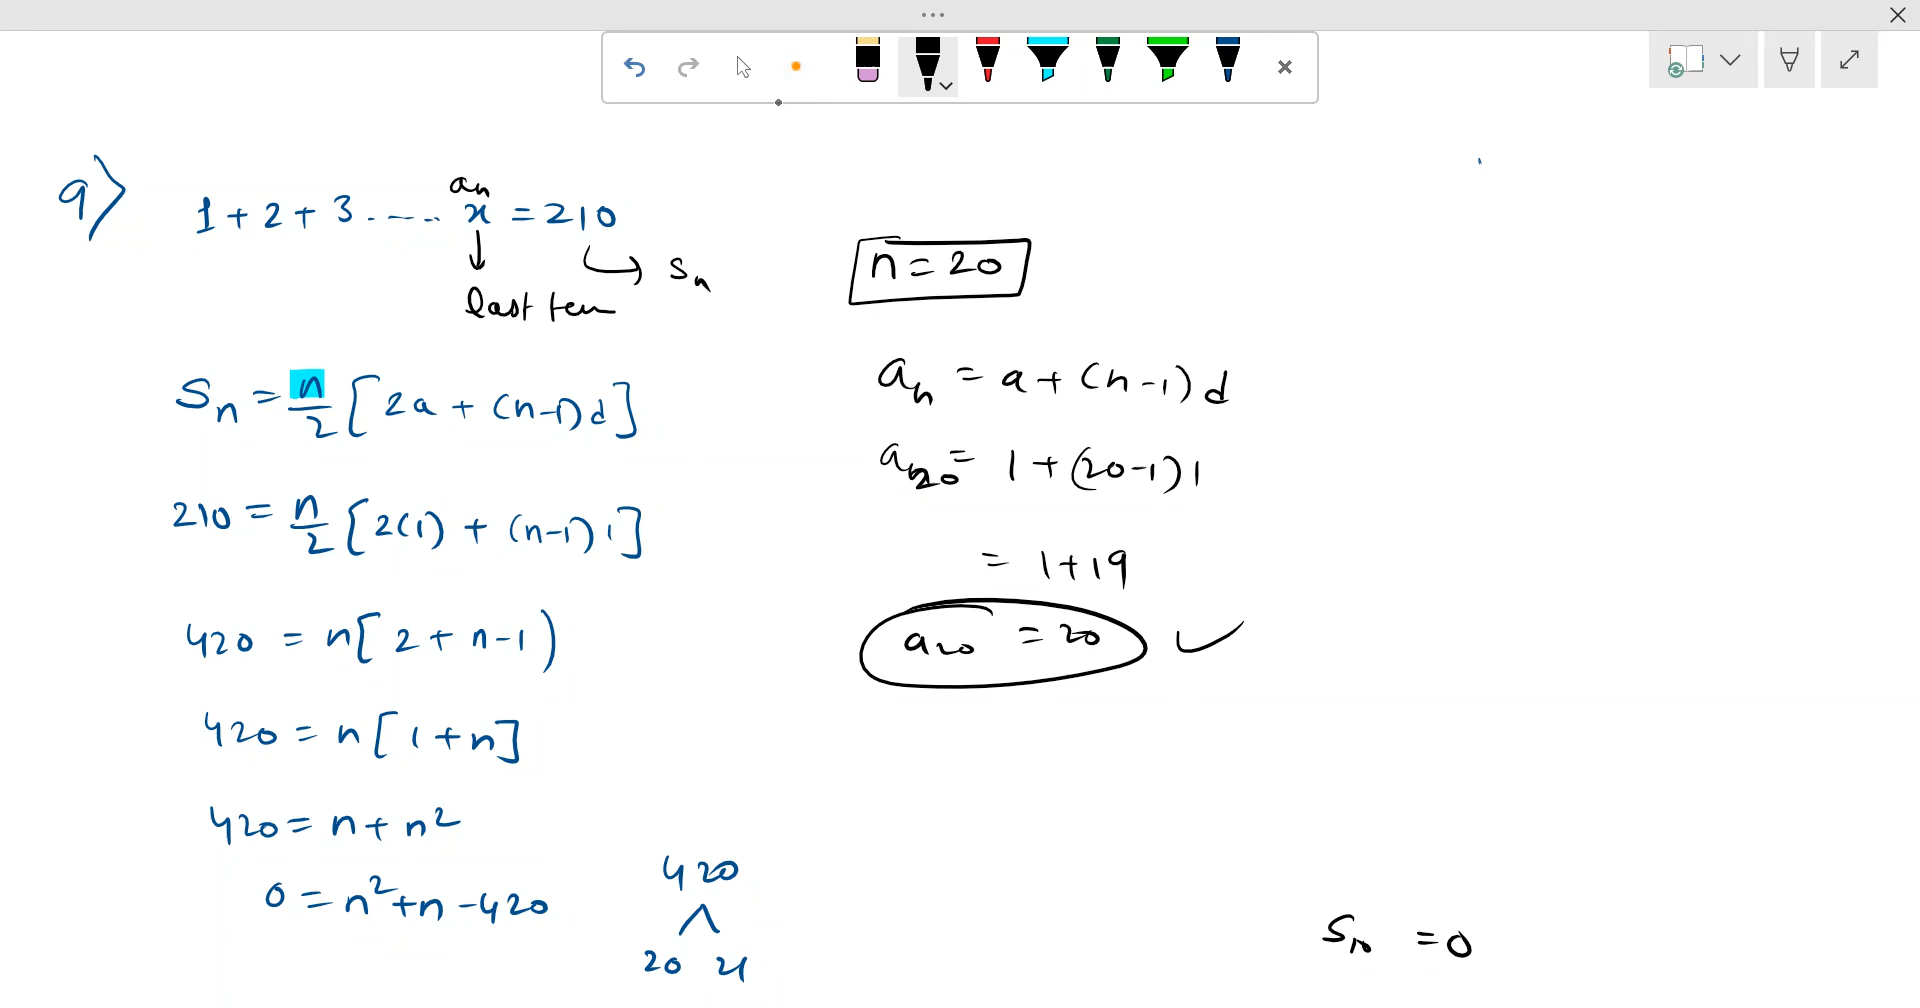 9)
an
1 + 2 + 3 ..... x = 210
Sn
last term
Sn = n/2 [2a + (n-1)d]
210 = n/2 [2(1) + (n-1)1]
420 = n[2 + n-1)
420 = n[1+n]
420 = n + n²
0 = n²+n-420
420
20 21
n = 20
an = a + (n-1)d
a20 = 1 + (20-1)1
= 1+19
a20 = 20
S10 = 0